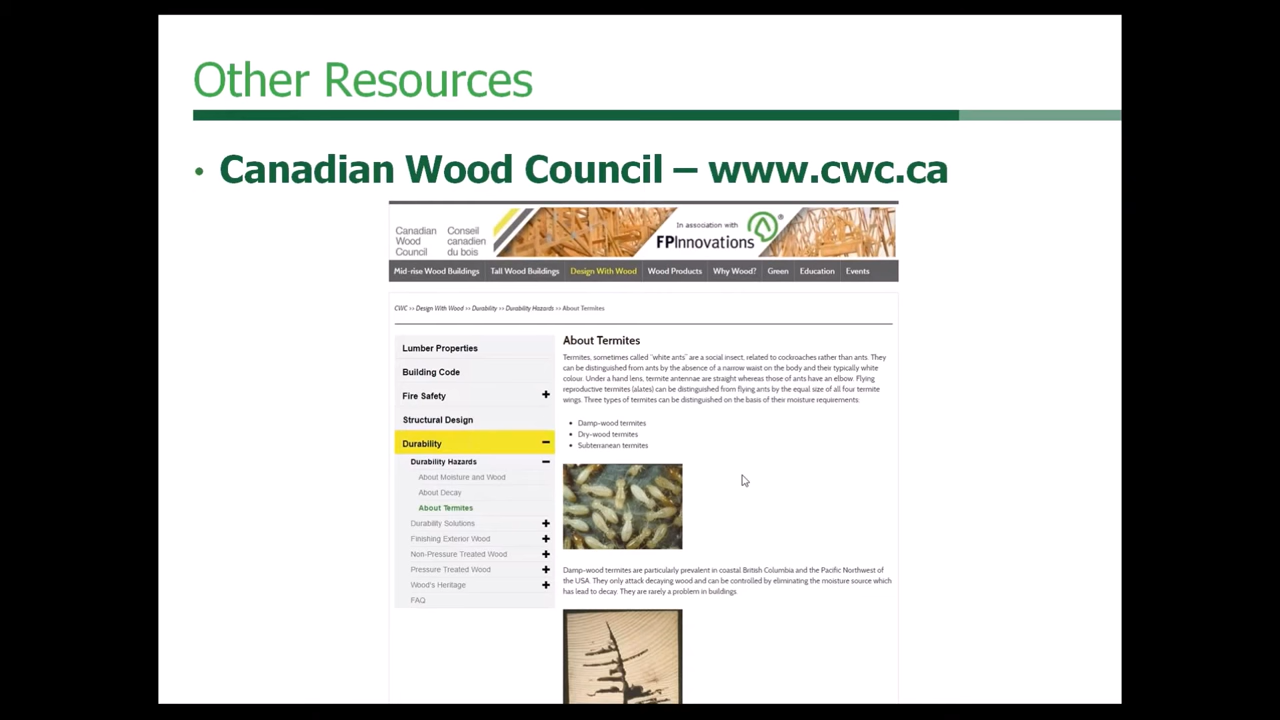 Other Resources
• Canadian Wood Council – www.cwc.ca
Canadian
Wood
Council
Conseil
canadien
du bois
In association with
FPInnovations
®
Mid-rise Wood Buildings Tall Wood Buildings Design With Wood Wood Products Why Wood? Green Education Events
CWC >> Design With Wood >> Durability >> Durability Hazards >> About Termites
Lumber Properties
Building Code
Fire Safety +
Structural Design
Durability −
Durability Hazards −
About Moisture and Wood
About Decay
About Termites
Durability Solutions +
Finishing Exterior Wood +
Non-Pressure Treated Wood +
Pressure Treated Wood +
Wood's Heritage +
FAQ
About Termites
Termites, sometimes called "white ants" are a social insect, related to cockroaches rather than ants. They
can be distinguished from ants by the absence of a narrow waist on the body and their typically white
colour. Under a hand lens, termite antennae are straight whereas those of ants have an elbow. Flying
reproductive termites (alates) can be distinguished from flying ants by the equal size of all four termite
wings. Three types of termites can be distinguished on the basis of their moisture requirements:
• Damp-wood termites
• Dry-wood termites
• Subterranean termites
Damp-wood termites are particularly prevalent in coastal British Columbia and the Pacific Northwest of
the USA. They only attack decaying wood and can be controlled by eliminating the moisture source which
has lead to decay. They are rarely a problem in buildings.